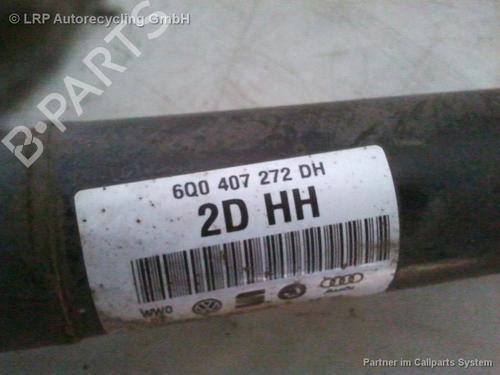 © LRP Autorecycling GmbH
B-PARTS
6Q0 407 272 DH
2D HH
WWO
Audi
Partner im Callparts System